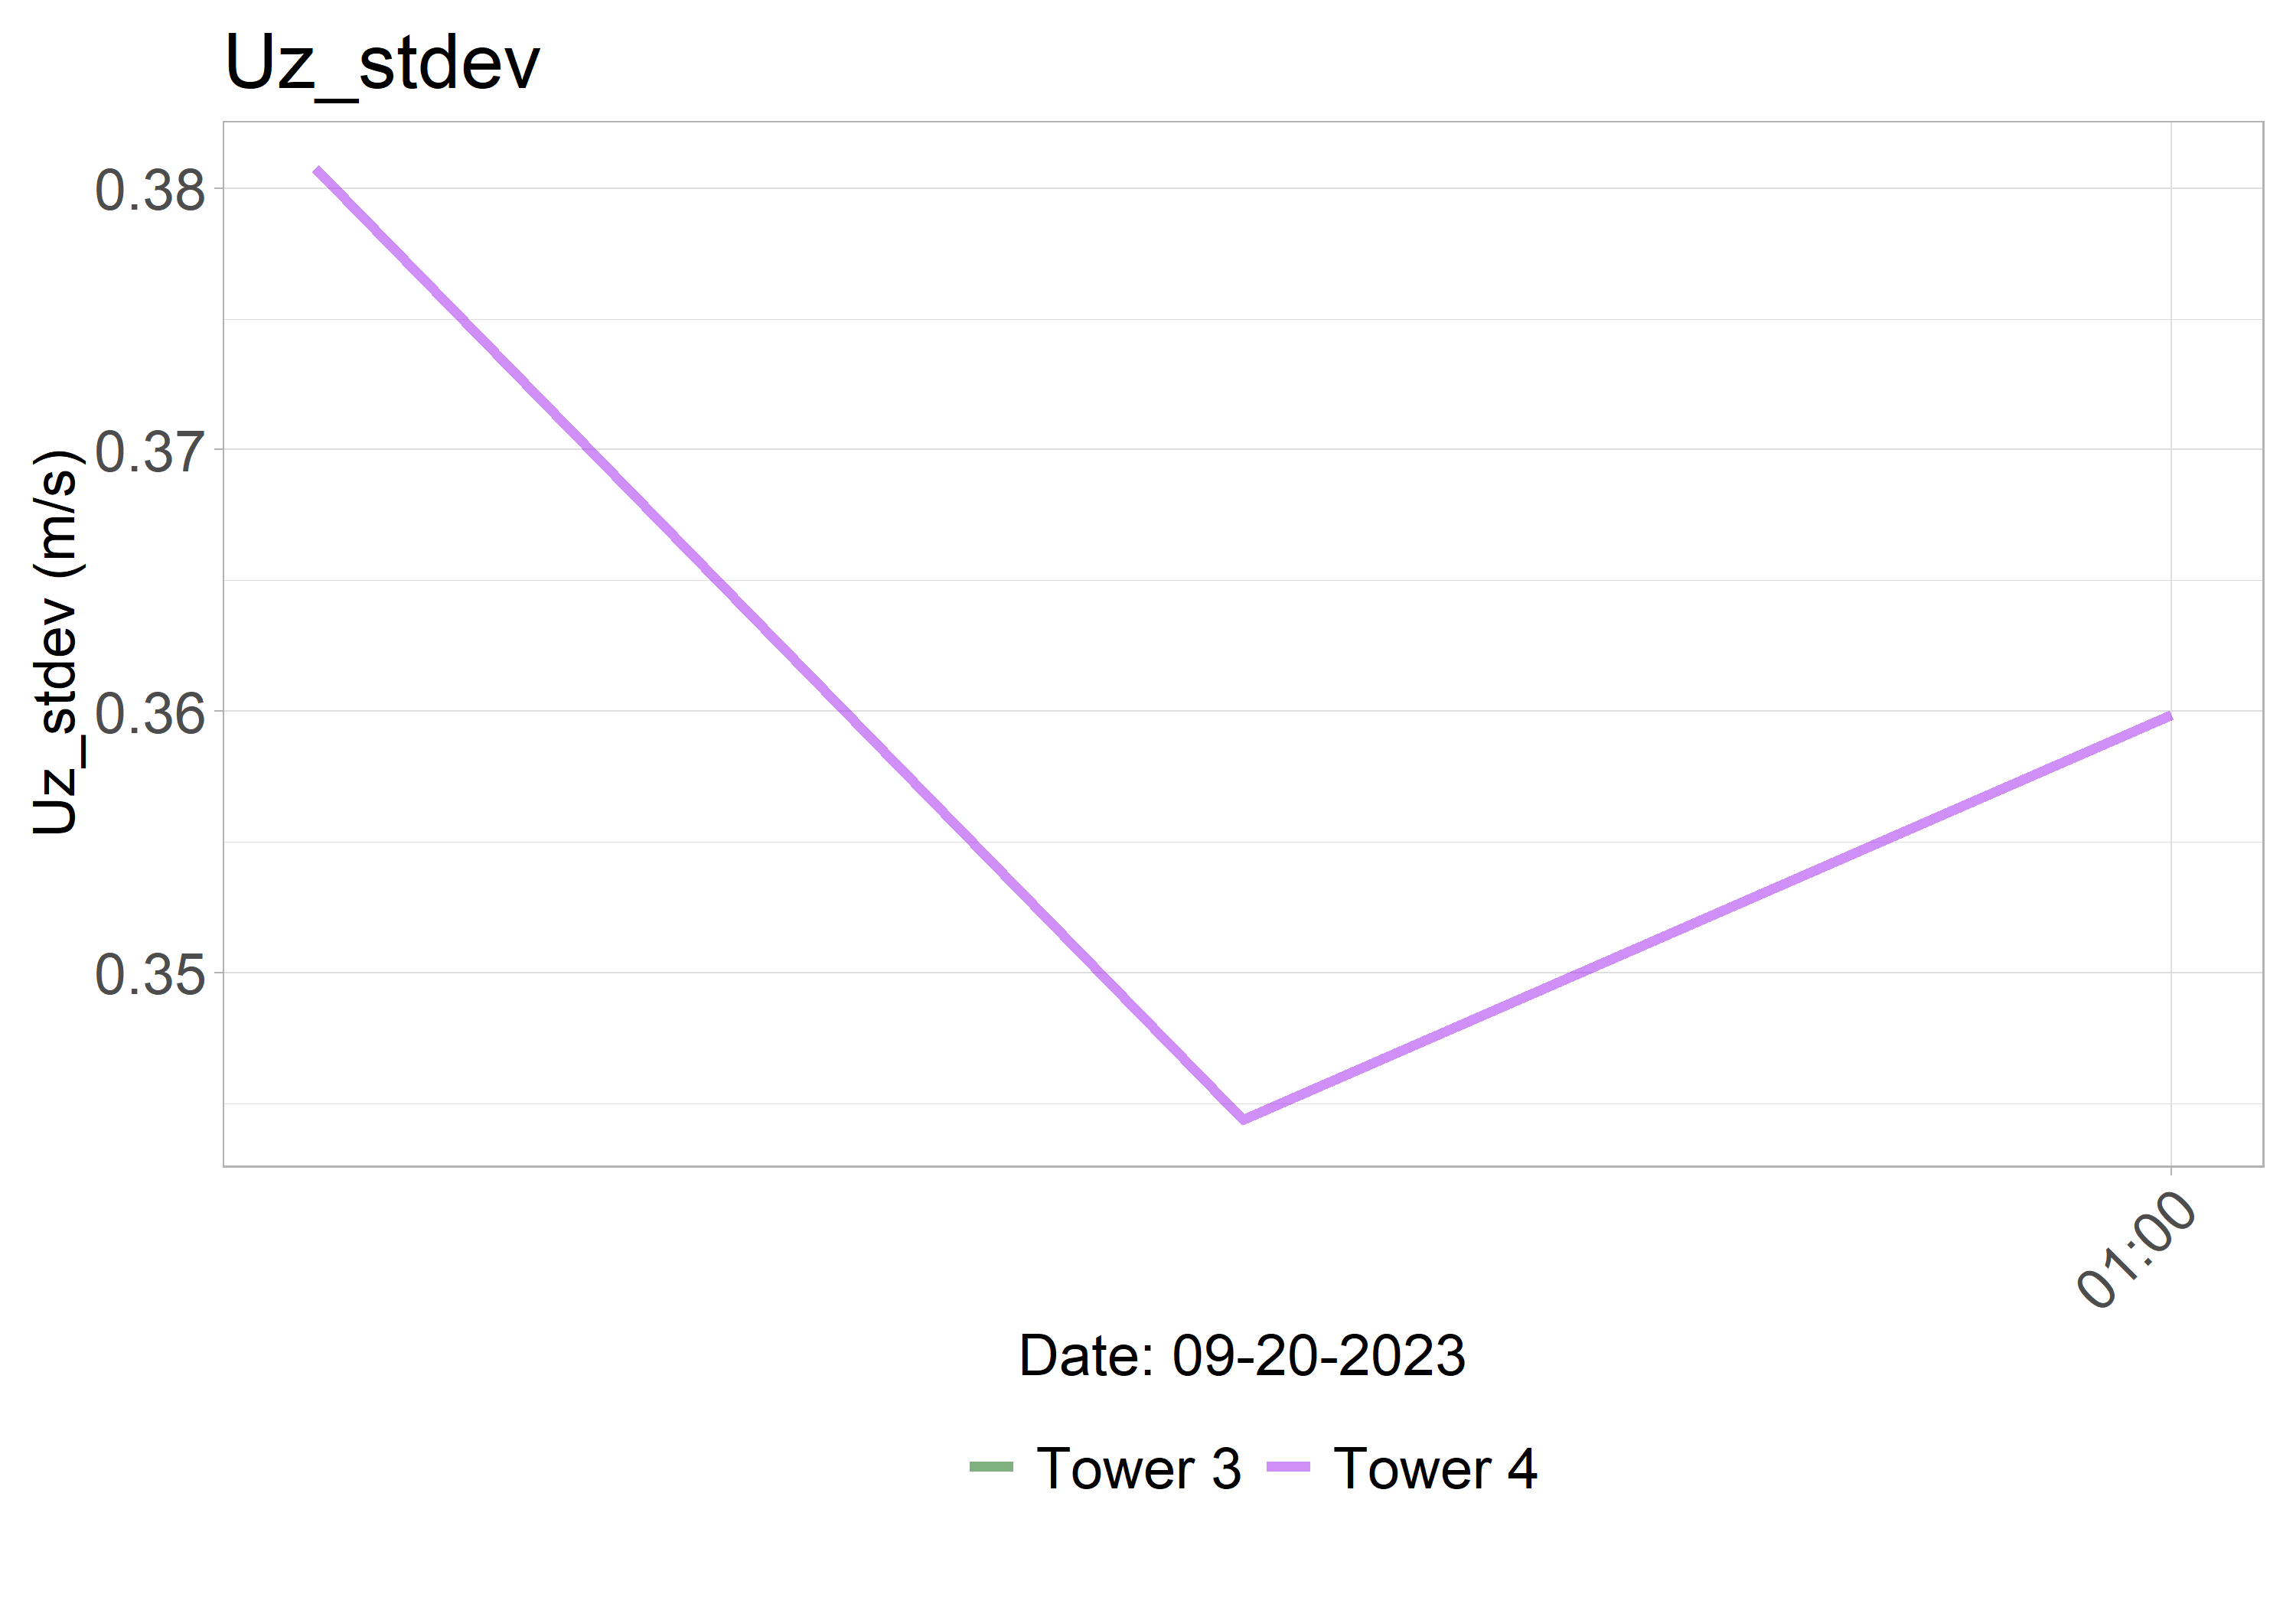 Uz_stdev
Uz_stdev (m/s)
0.38
0.37
0.36
0.35
01:00
Date: 09-20-2023
Tower 3 Tower 4